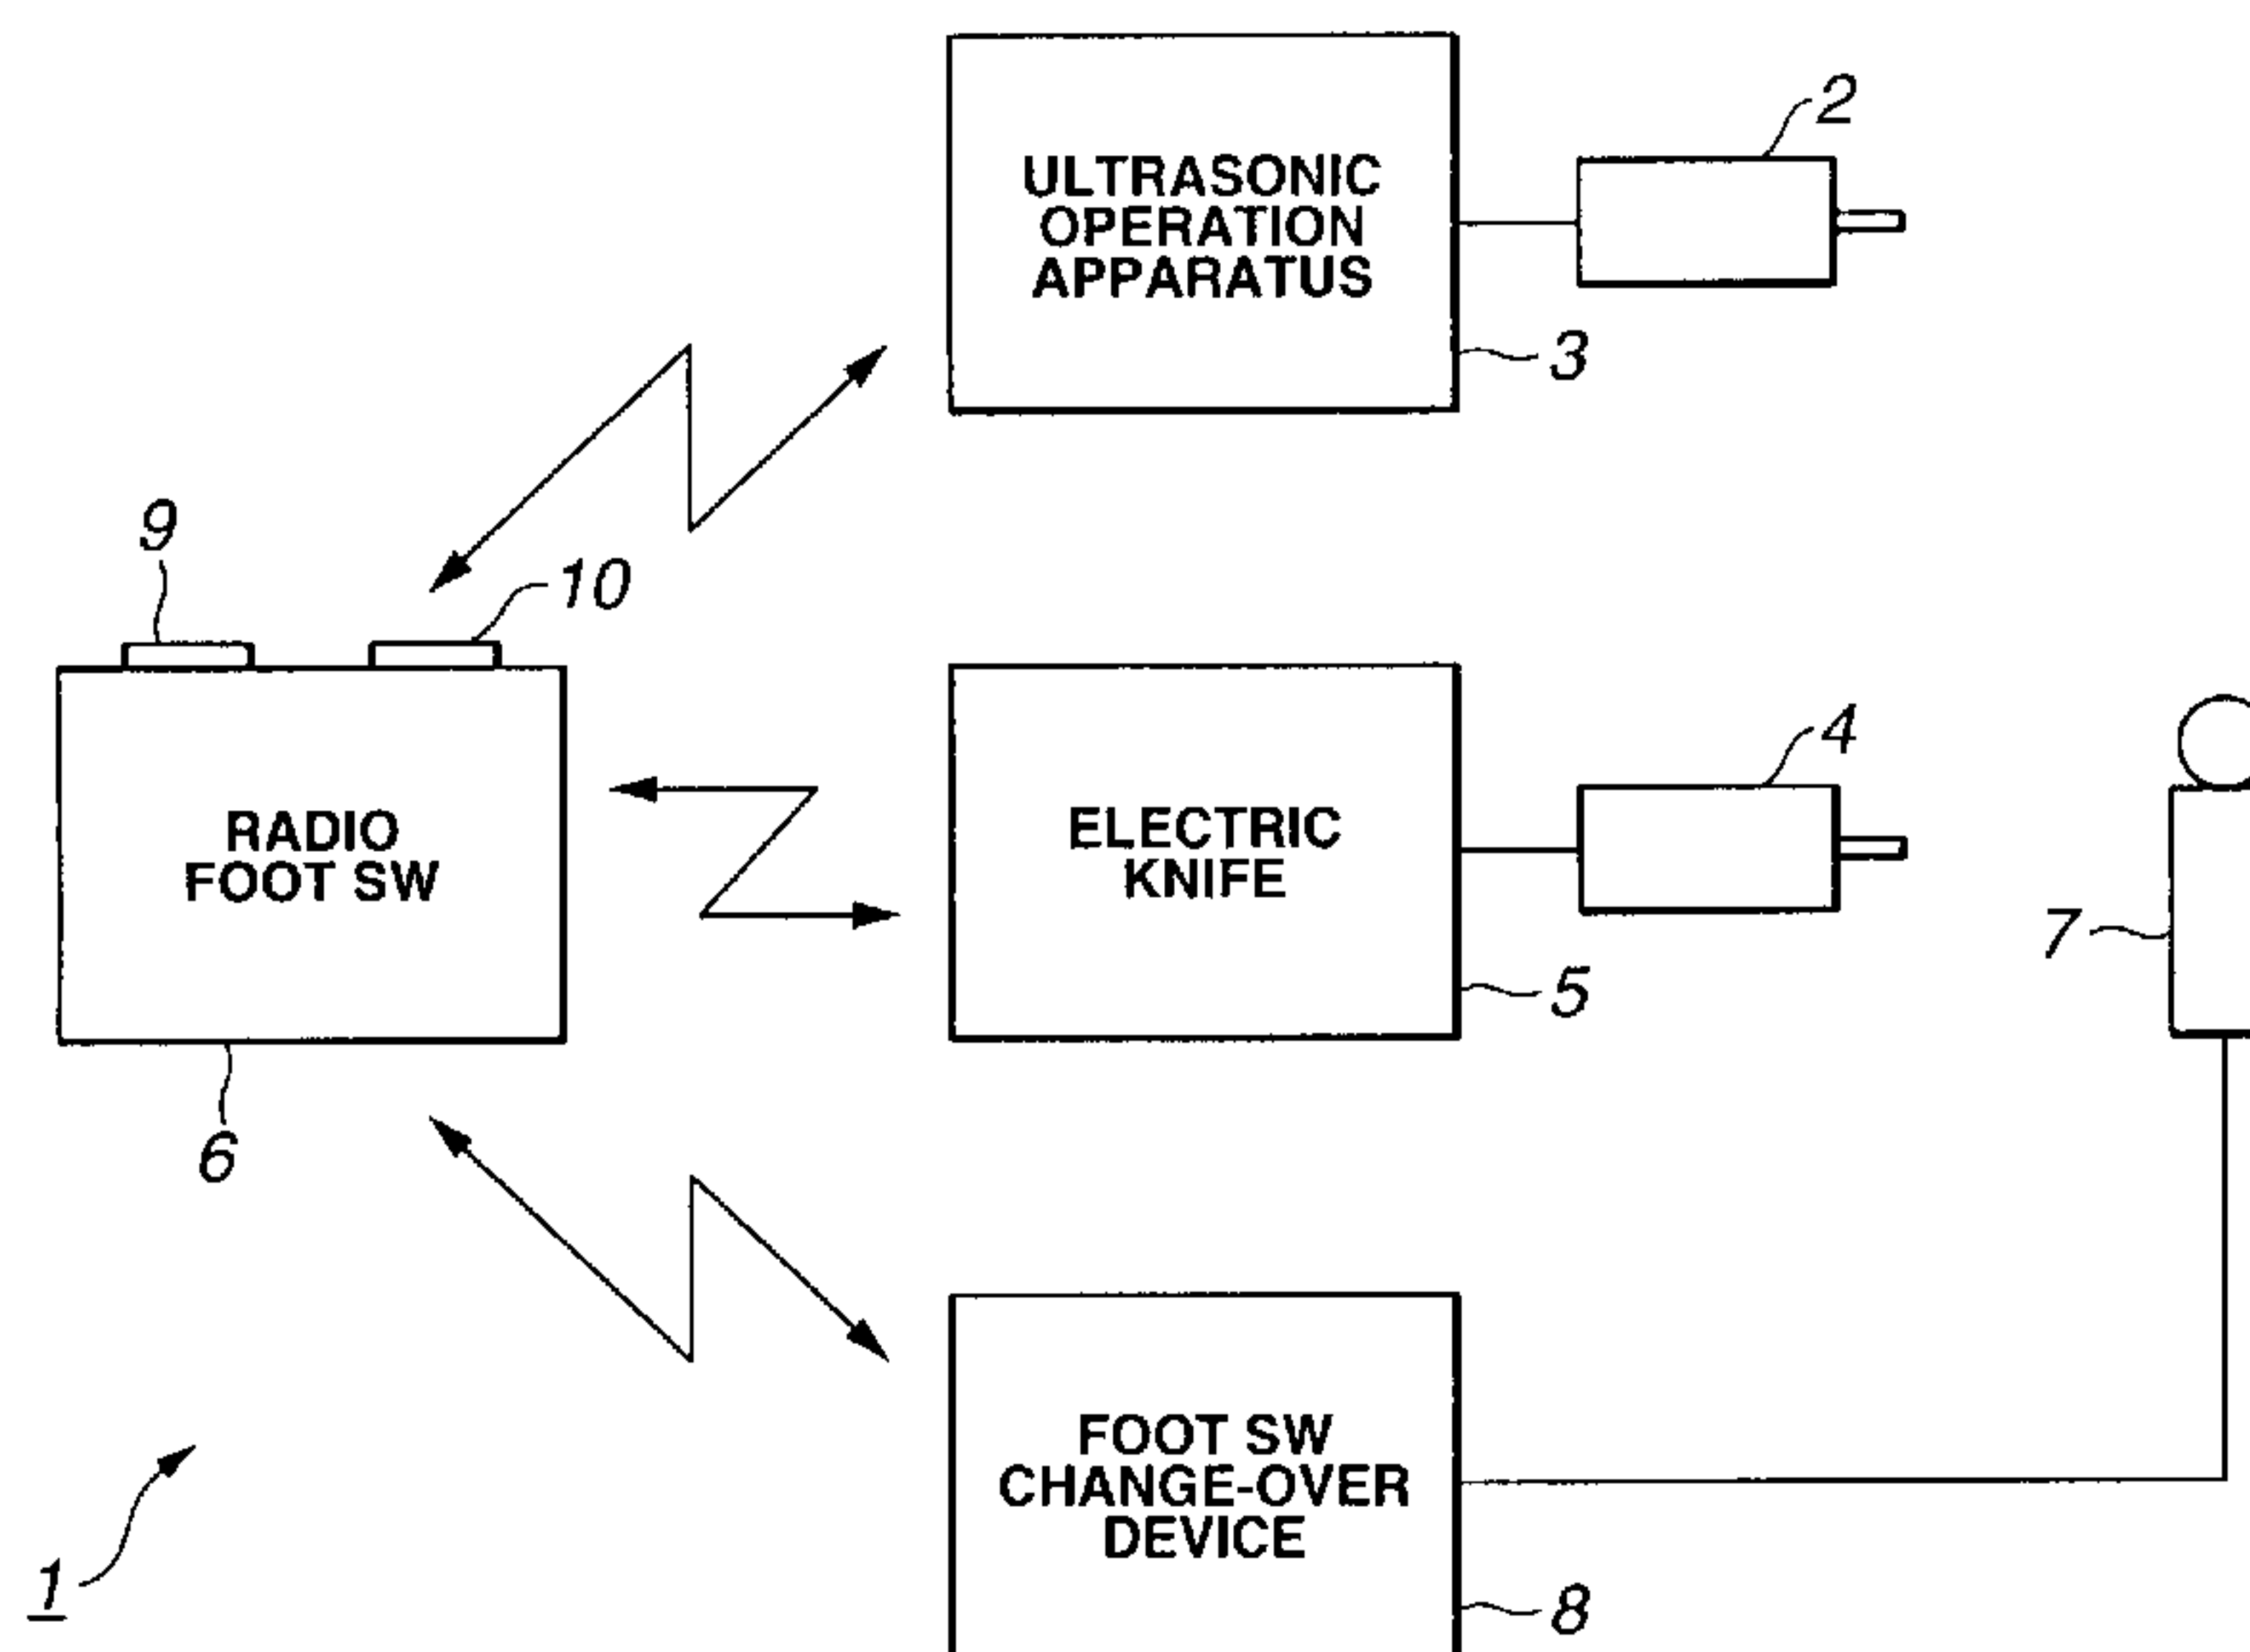 2
ULTRASONIC
OPERATION
APPARATUS
3
9
10
4
RADIO
FOOT SW
ELECTRIC
KNIFE
7
5
6
FOOT SW
CHANGE-OVER
DEVICE
1
8